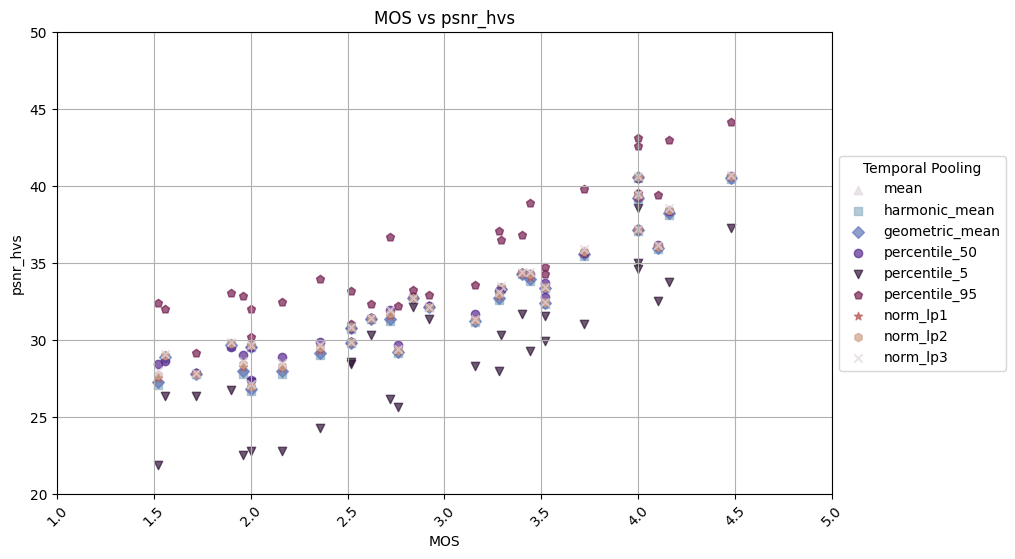 MOS vs psnr_hvs
50
45
40
35
30
25
20
psnr_hvs
1.0
1.5
2.0
2.5
3.0
3.5
4.0
4.5
5.0
MOS
Temporal Pooling
mean
harmonic_mean
geometric_mean
percentile_50
percentile_5
percentile_95
norm_lp1
norm_lp2
norm_lp3